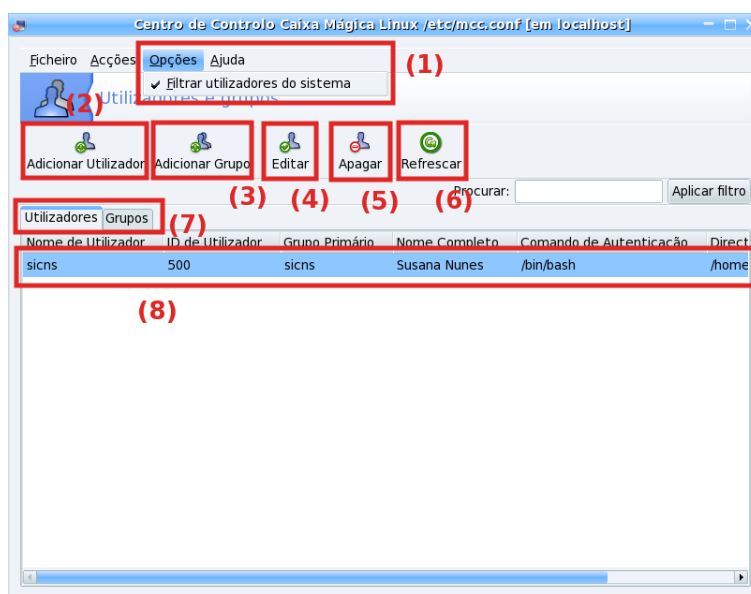 Centro de Controlo Caixa Mágica Linux /etc/mcc.conf [em localhost]
Ficheiro Acções Opções Ajuda
(1)
Filtrar utilizadores do sistema
(2) Utilizadores e grupos
Adicionar Utilizador Adicionar Grupo Editar Apagar Refrescar
(3) (4) (5) (6)
Procurar: Aplicar filtro
Utilizadores Grupos (7)
Nome de Utilizador ID de Utilizador Grupo Primário Nome Completo Comando de Autenticação Direct
sicns 500 sicns Susana Nunes /bin/bash /home
(8)